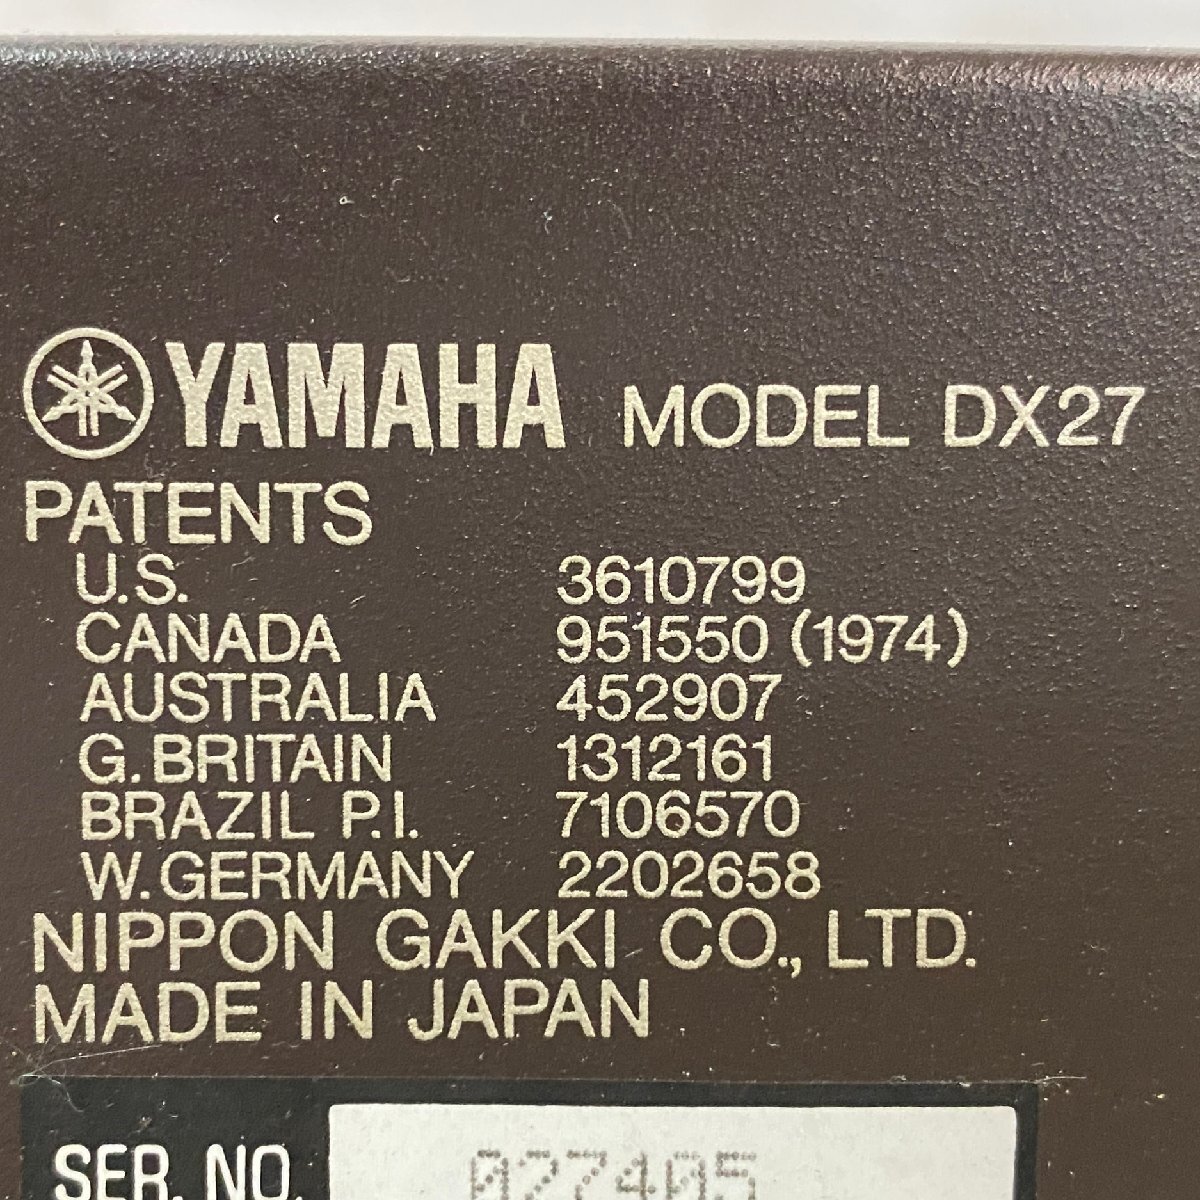 YAMAHA MODEL DX27
PATENTS
U.S. 3610799
CANADA 951550 (1974)
AUSTRALIA 452907
G.BRITAIN 1312161
BRAZIL P.I. 7106570
W.GERMANY 2202658
NIPPON GAKKI CO., LTD.
MADE IN JAPAN
SER. NO. 027405